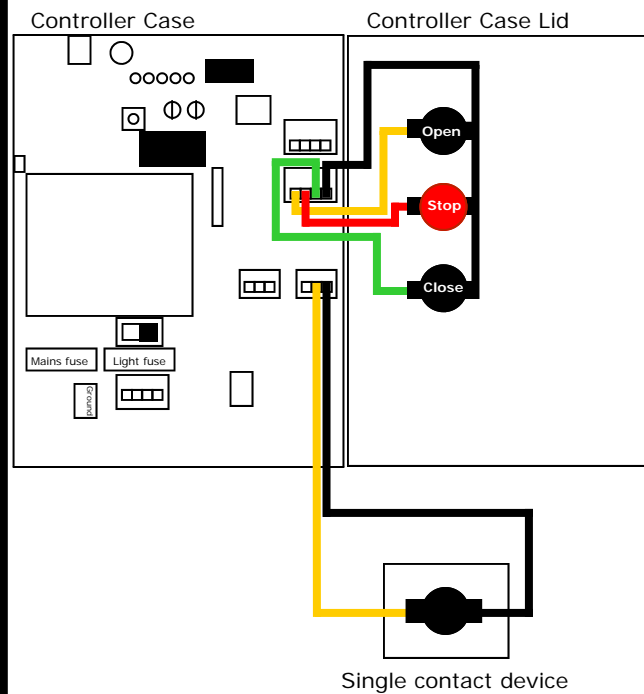 Controller Case
Controller Case Lid
Open
Stop
Close
Mains fuse
Light fuse
Ground
Single contact device